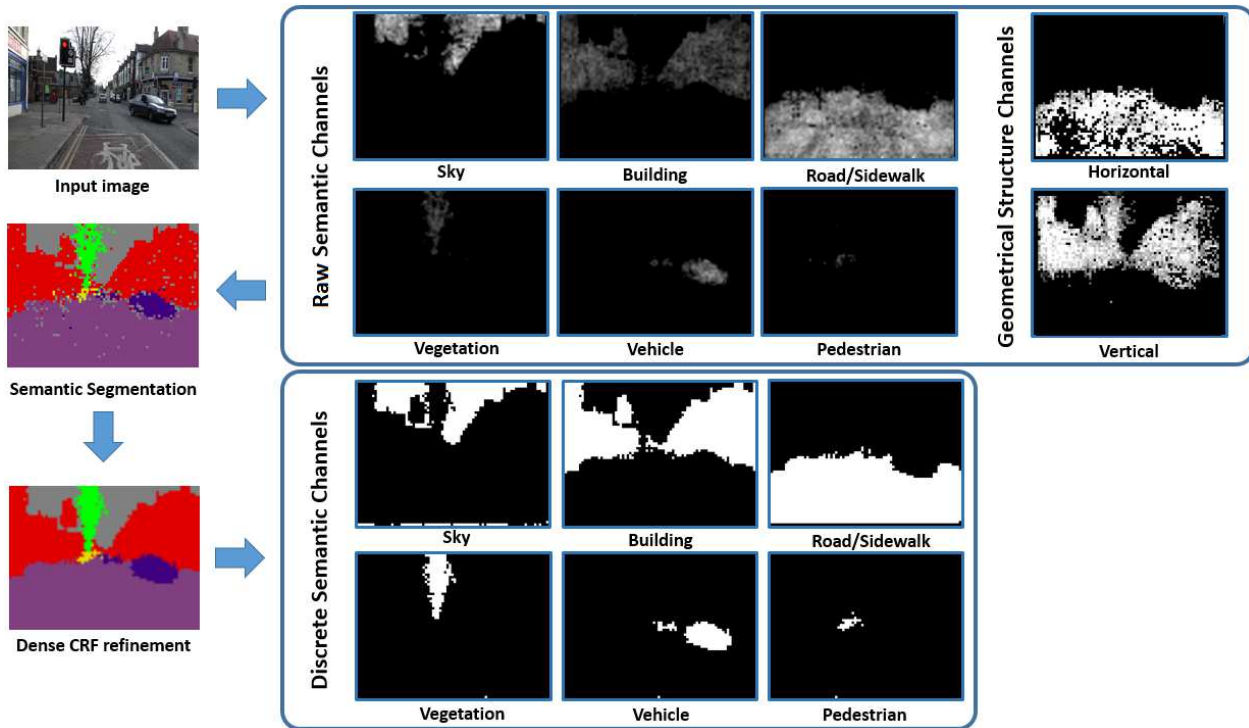 Input image
Semantic Segmentation
Dense CRF refinement
Raw Semantic Channels
Sky
Building
Road/Sidewalk
Vegetation
Vehicle
Pedestrian
Geometrical Structure Channels
Horizontal
Vertical
Discrete Semantic Channels
Sky
Building
Road/Sidewalk
Vegetation
Vehicle
Pedestrian